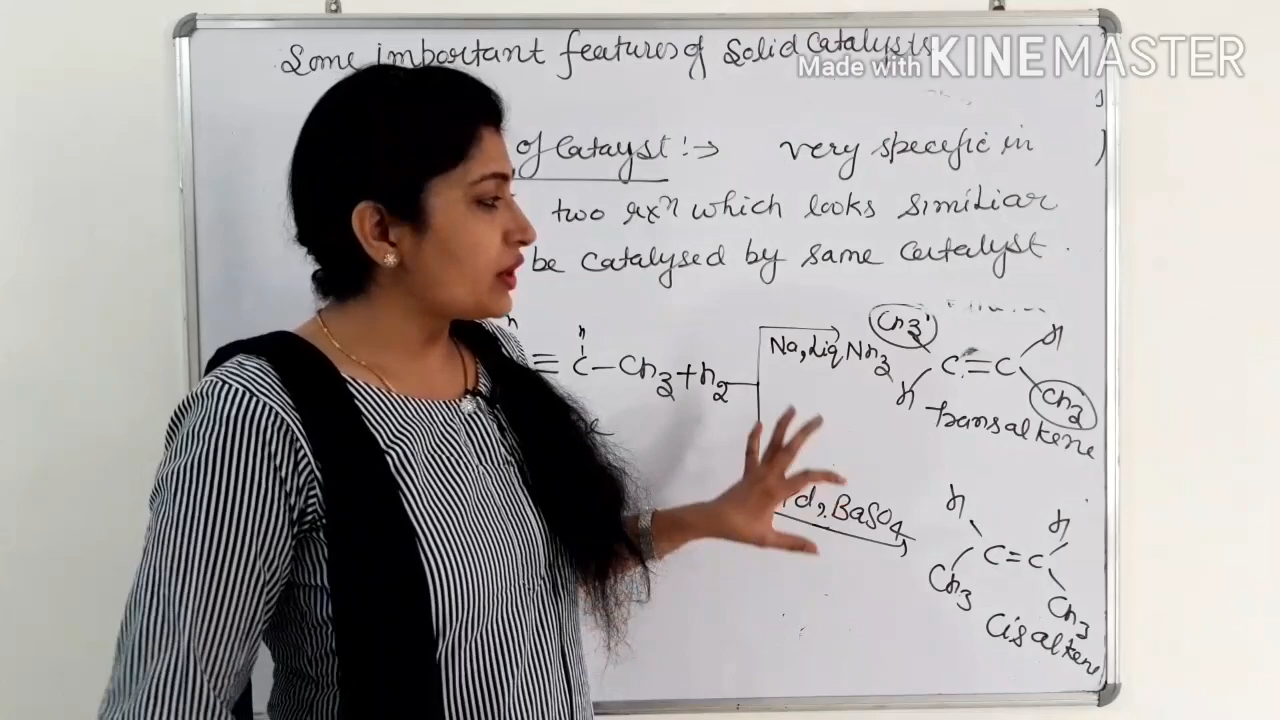 Some important features of Solid Catalysts
Made with KINEMASTER
of Catayst :→ very specific in
two rxⁿ which looks similiar
be catalysed by same catalyst.
H H
≡ C – CH3 + H2
Na, Liq NH3
CH3 H
C = C
H CH3
trans alkene
Pd, BaSO4
H H
C = C
CH3 CH3
Cis alkene